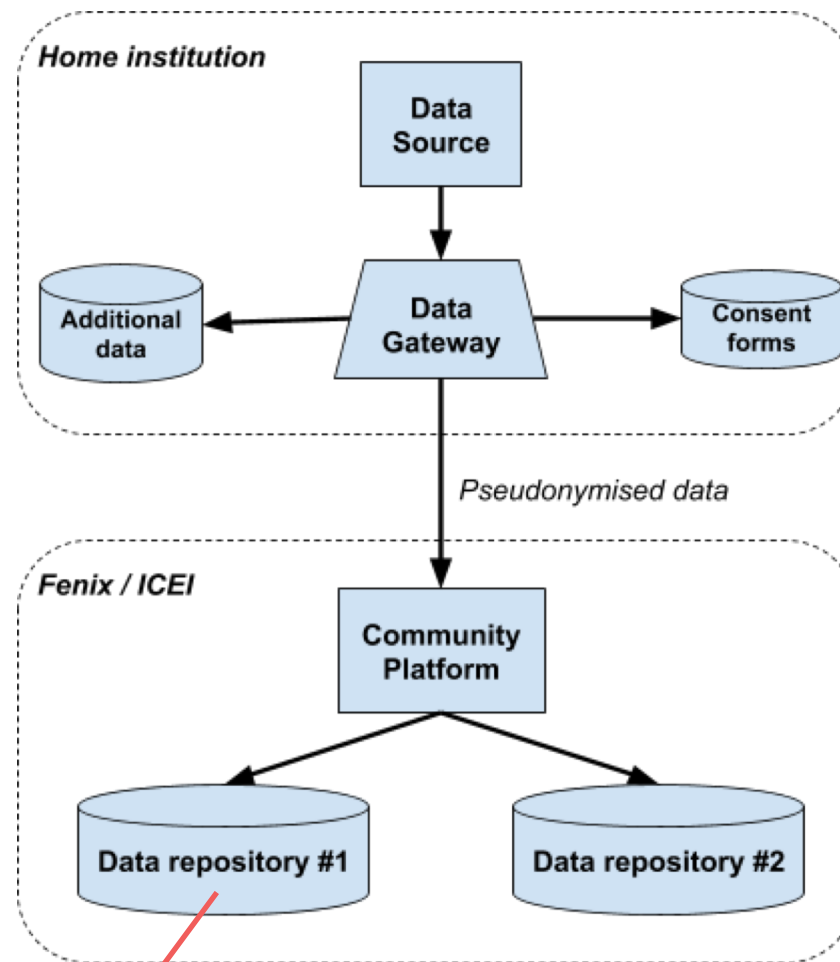 Home institution
Data
Source
Additional
data
Data
Gateway
Consent
forms
Pseudonymised data
Fenix / ICEI
Community
Platform
Data repository #1
Data repository #2